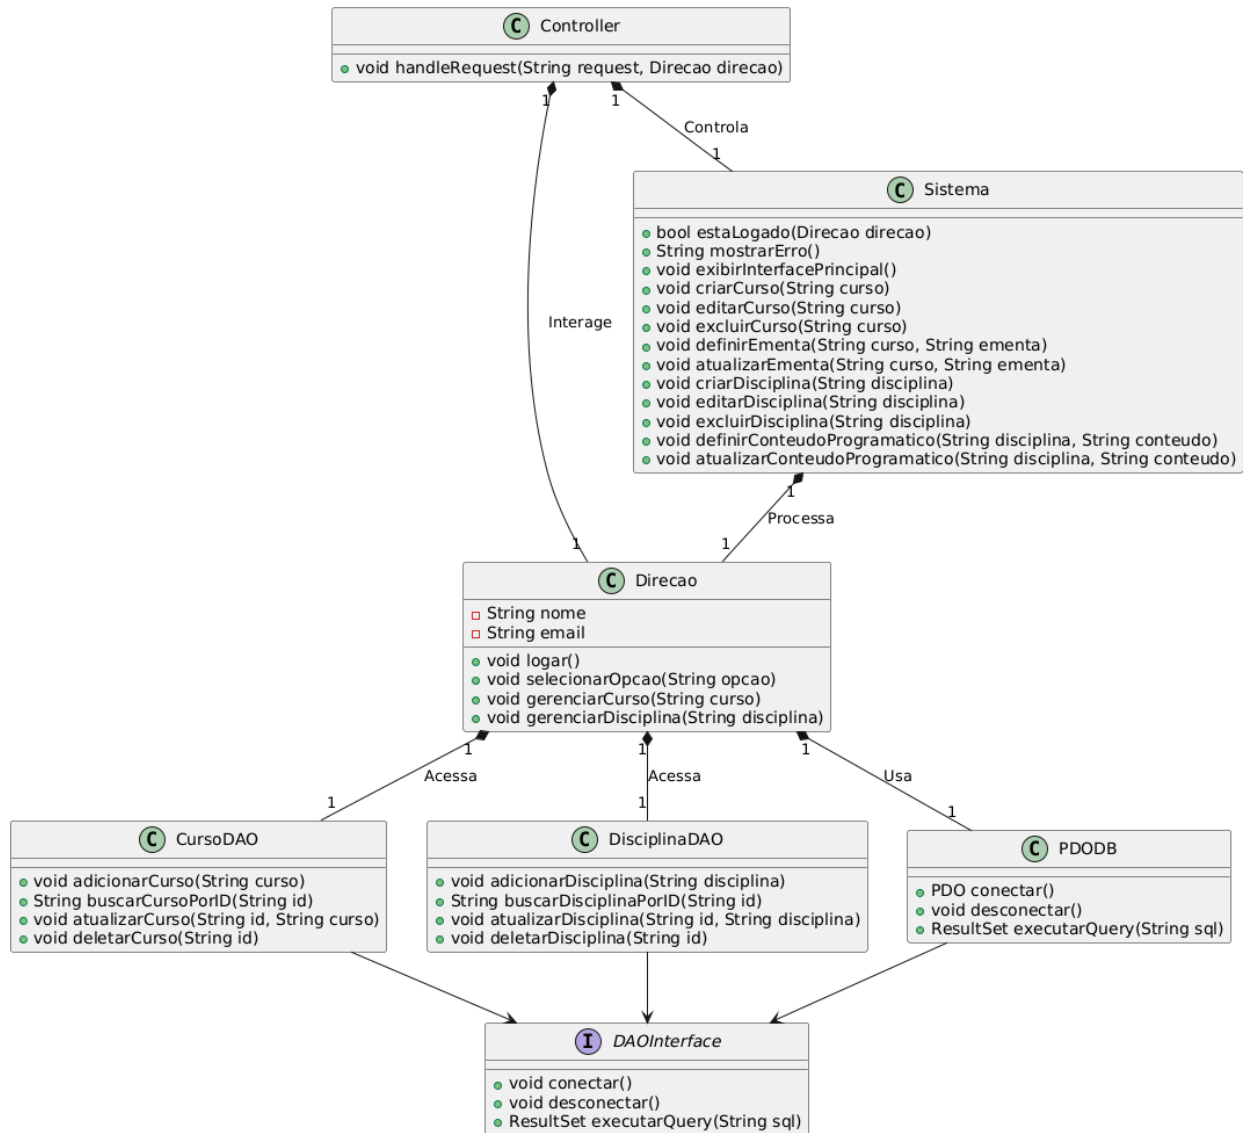 C Controller
void handleRequest(String request, Direcao direcao)
1
1
Controla
1
C Sistema
bool estaLogado(Direcao direcao)
String mostrarErro()
void exibirInterfacePrincipal()
void criarCurso(String curso)
void editarCurso(String curso)
void excluirCurso(String curso)
void definirEmenta(String curso, String ementa)
void atualizarEmenta(String curso, String ementa)
void criarDisciplina(String disciplina)
void editarDisciplina(String disciplina)
void excluirDisciplina(String disciplina)
void definirConteudoProgramatico(String disciplina, String conteudo)
void atualizarConteudoProgramatico(String disciplina, String conteudo)
Interage
1
Processa
1
1
C Direcao
String nome
String email
void logar()
void selecionarOpcao(String opcao)
void gerenciarCurso(String curso)
void gerenciarDisciplina(String disciplina)
1
1
1
Acessa
Acessa
Usa
1
1
1
C CursoDAO
void adicionarCurso(String curso)
String buscarCursoPorID(String id)
void atualizarCurso(String id, String curso)
void deletarCurso(String id)
C DisciplinaDAO
void adicionarDisciplina(String disciplina)
String buscarDisciplinaPorID(String id)
void atualizarDisciplina(String id, String disciplina)
void deletarDisciplina(String id)
C PDODB
PDO conectar()
void desconectar()
ResultSet executarQuery(String sql)
I DAOInterface
void conectar()
void desconectar()
ResultSet executarQuery(String sql)